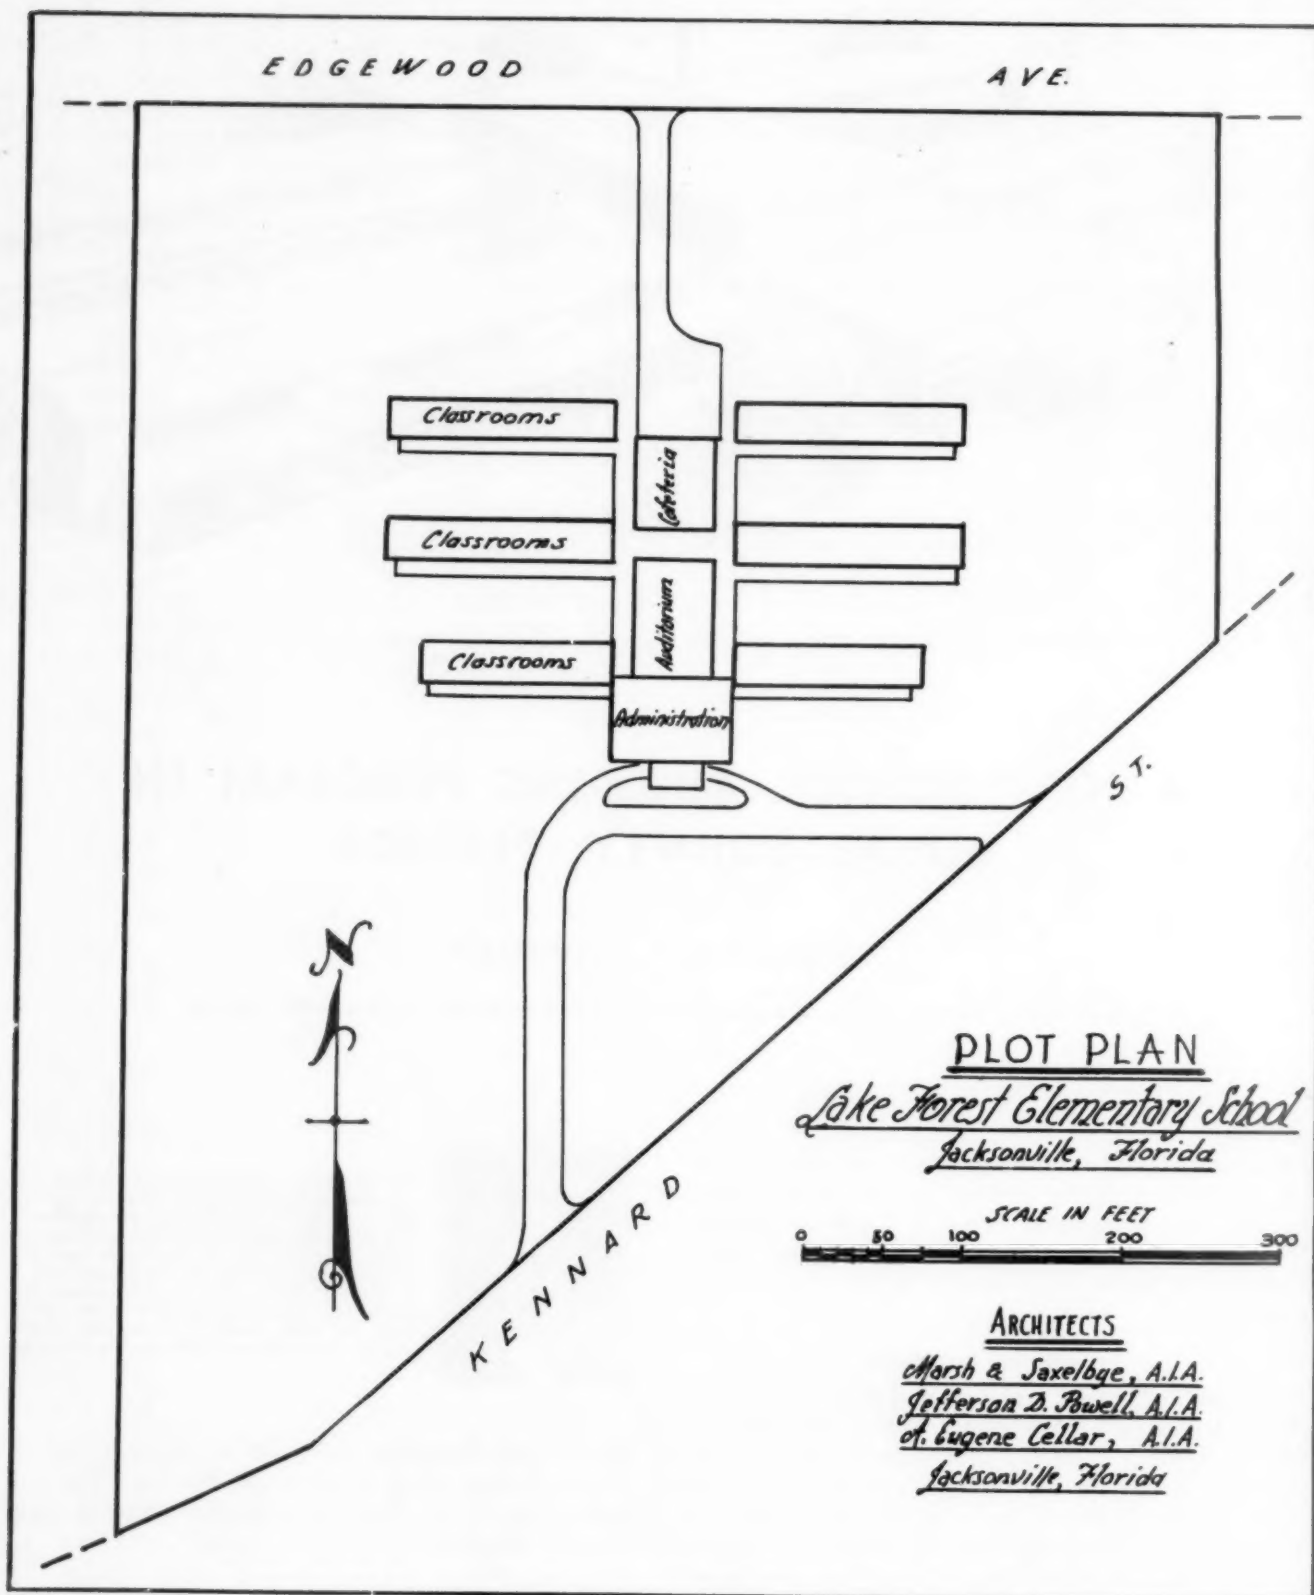 EDGEWOOD AVE.
Classrooms
Cafeteria
Classrooms
Auditorium
Classrooms
Administration
ST.
N
KENNARD
PLOT PLAN
Lake Forest Elementary School
Jacksonville, Florida
SCALE IN FEET
0 50 100 200 300
ARCHITECTS
Marsh & Saxelbye, A.I.A.
Jefferson D. Powell, A.I.A.
A. Eugene Cellar, A.I.A.
Jacksonville, Florida